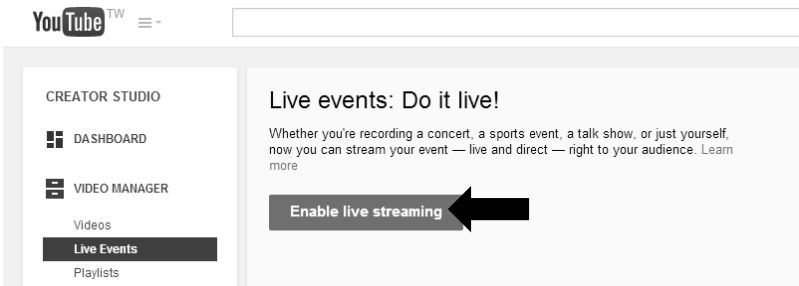 YouTube TW
CREATOR STUDIO
DASHBOARD
VIDEO MANAGER
Videos
Live Events
Playlists
Live events: Do it live!
Whether you're recording a concert, a sports event, a talk show, or just yourself,
now you can stream your event — live and direct — right to your audience. Learn
more
Enable live streaming